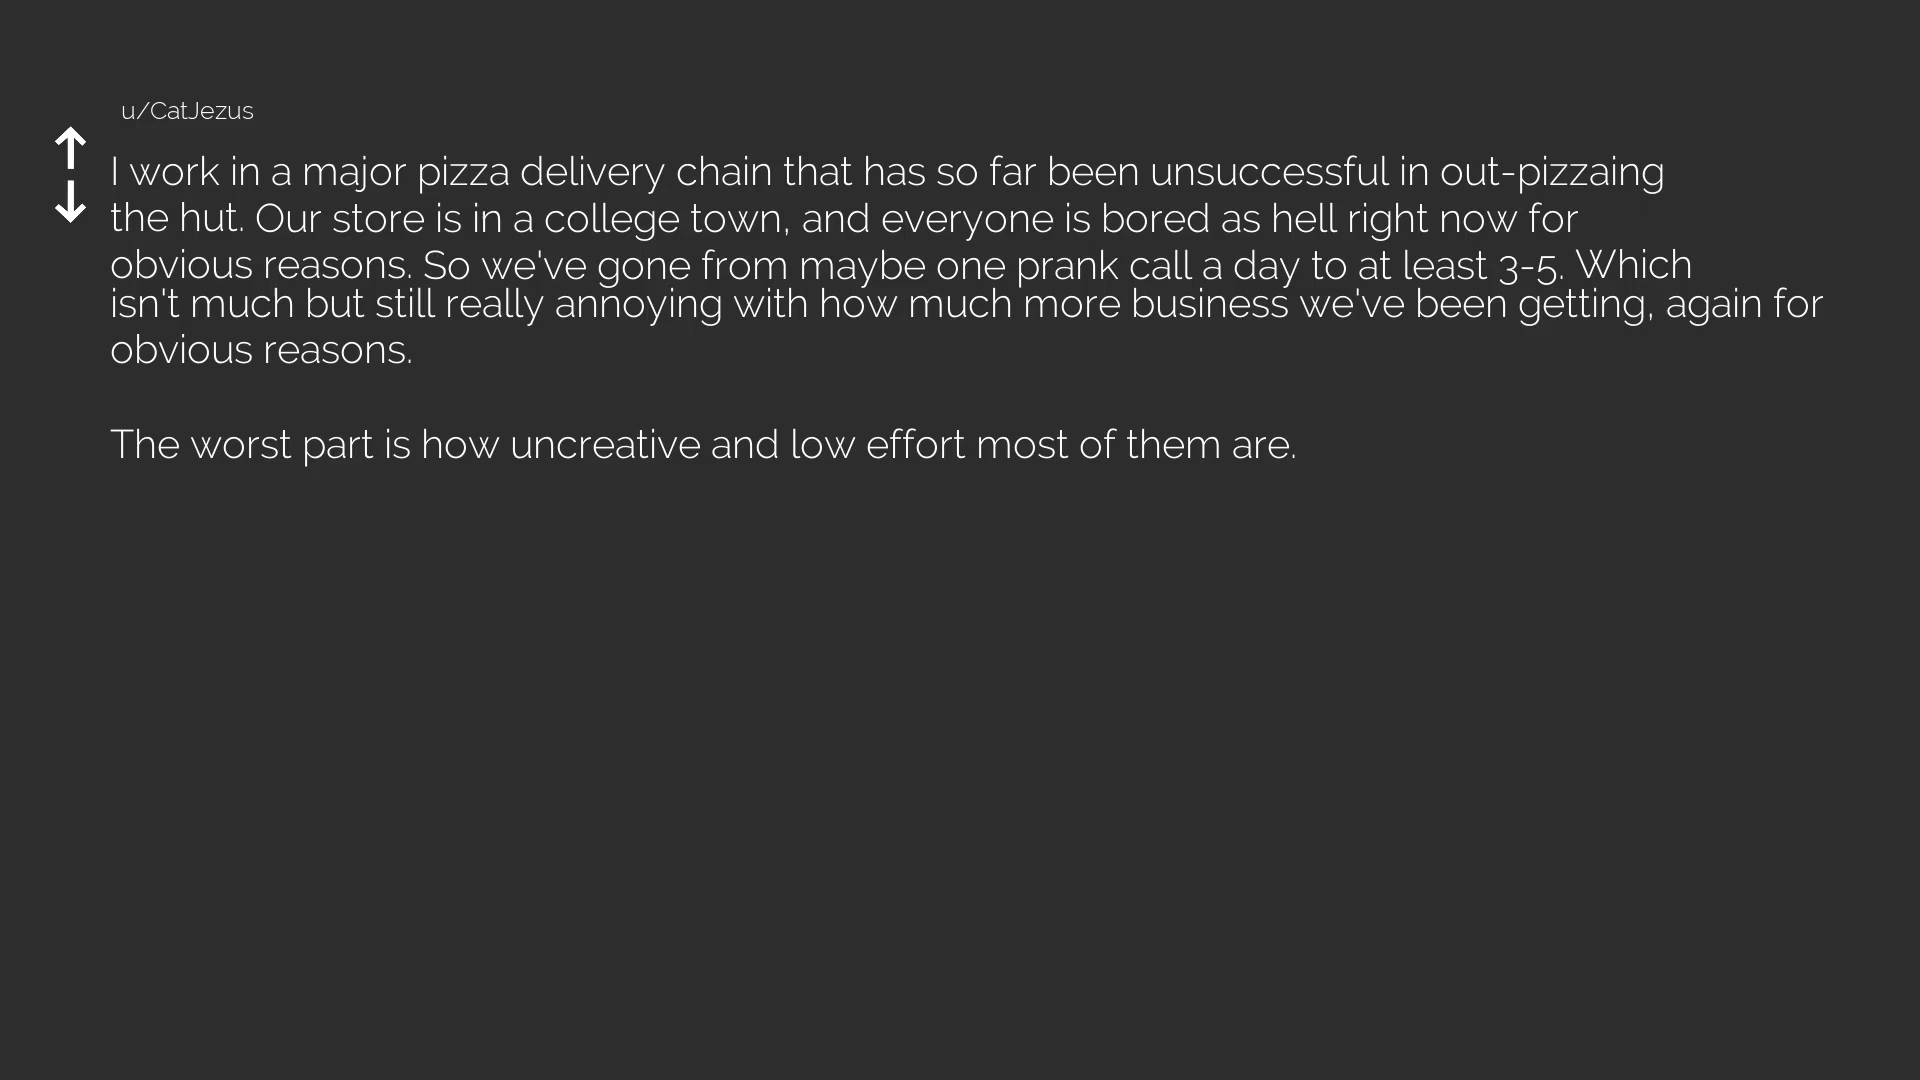 u/CatJezus
I work in a major pizza delivery chain that has so far been unsuccessful in out-pizzaing
the hut. Our store is in a college town, and everyone is bored as hell right now for
obvious reasons. So we've gone from maybe one prank call a day to at least 3-5. Which
isn't much but still really annoying with how much more business we've been getting, again for
obvious reasons.
The worst part is how uncreative and low effort most of them are.